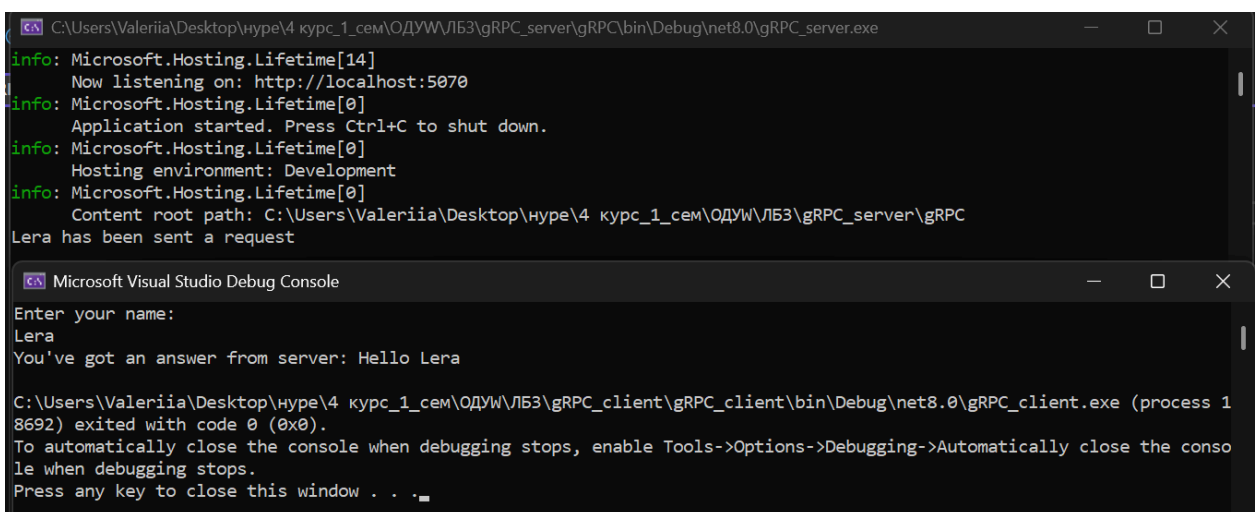 C:\Users\Valeriia\Desktop\нуре\4 курс_1_сем\ОДУW\ЛБ3\gRPC_server\gRPC\bin\Debug\net8.0\gRPC_server.exe
info: Microsoft.Hosting.Lifetime[14]
      Now listening on: http://localhost:5070
info: Microsoft.Hosting.Lifetime[0]
      Application started. Press Ctrl+C to shut down.
info: Microsoft.Hosting.Lifetime[0]
      Hosting environment: Development
info: Microsoft.Hosting.Lifetime[0]
      Content root path: C:\Users\Valeriia\Desktop\нуре\4 курс_1_сем\ОДУW\ЛБ3\gRPC_server\gRPC
Lera has been sent a request
Microsoft Visual Studio Debug Console
Enter your name:
Lera
You've got an answer from server: Hello Lera
C:\Users\Valeriia\Desktop\нуре\4 курс_1_сем\ОДУW\ЛБ3\gRPC_client\gRPC_client\bin\Debug\net8.0\gRPC_client.exe (process 1
8692) exited with code 0 (0x0).
To automatically close the console when debugging stops, enable Tools->Options->Debugging->Automatically close the conso
le when debugging stops.
Press any key to close this window . . .